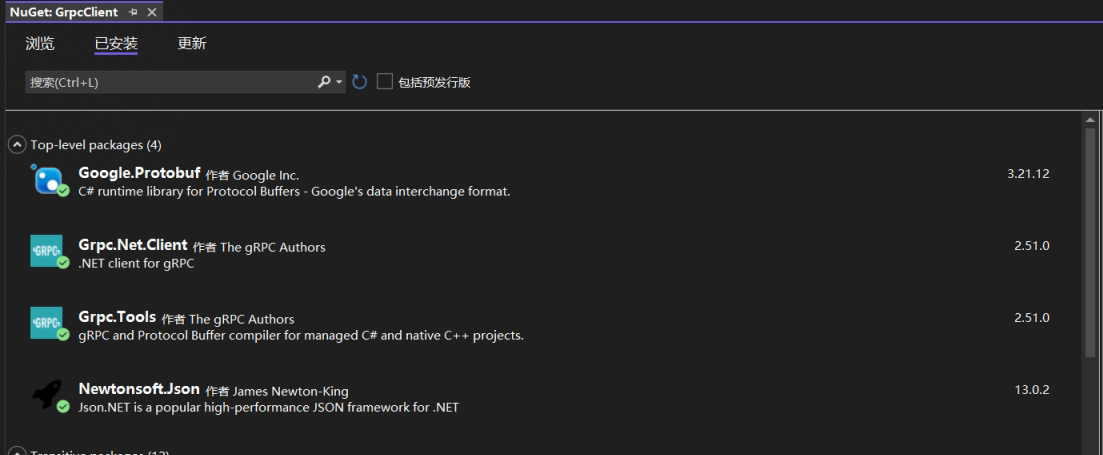 NuGet: GrpcClient
浏览 已安装 更新
搜索(Ctrl+L) 包括预发行版
Top-level packages (4)
Google.Protobuf 作者 Google Inc. 3.21.12
C# runtime library for Protocol Buffers - Google's data interchange format.
GRPC Grpc.Net.Client 作者 The gRPC Authors 2.51.0
.NET client for gRPC
GRPC Grpc.Tools 作者 The gRPC Authors 2.51.0
gRPC and Protocol Buffer compiler for managed C# and native C++ projects.
Newtonsoft.Json 作者 James Newton-King 13.0.2
Json.NET is a popular high-performance JSON framework for .NET
Transitive packages